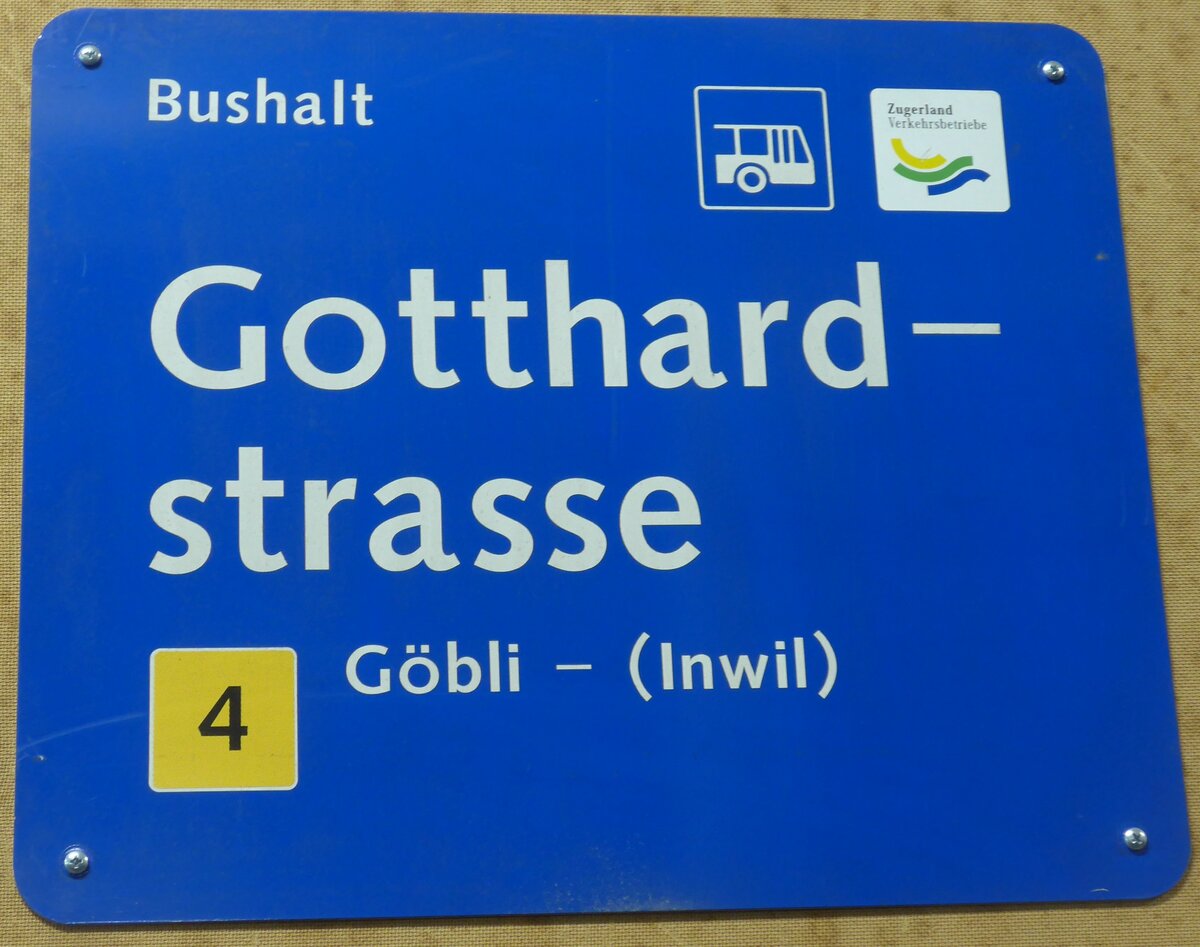 Bushalt
Zugerland
Verkehrsbetriebe
Gotthard–
strasse
4 Göbli – (Inwil)